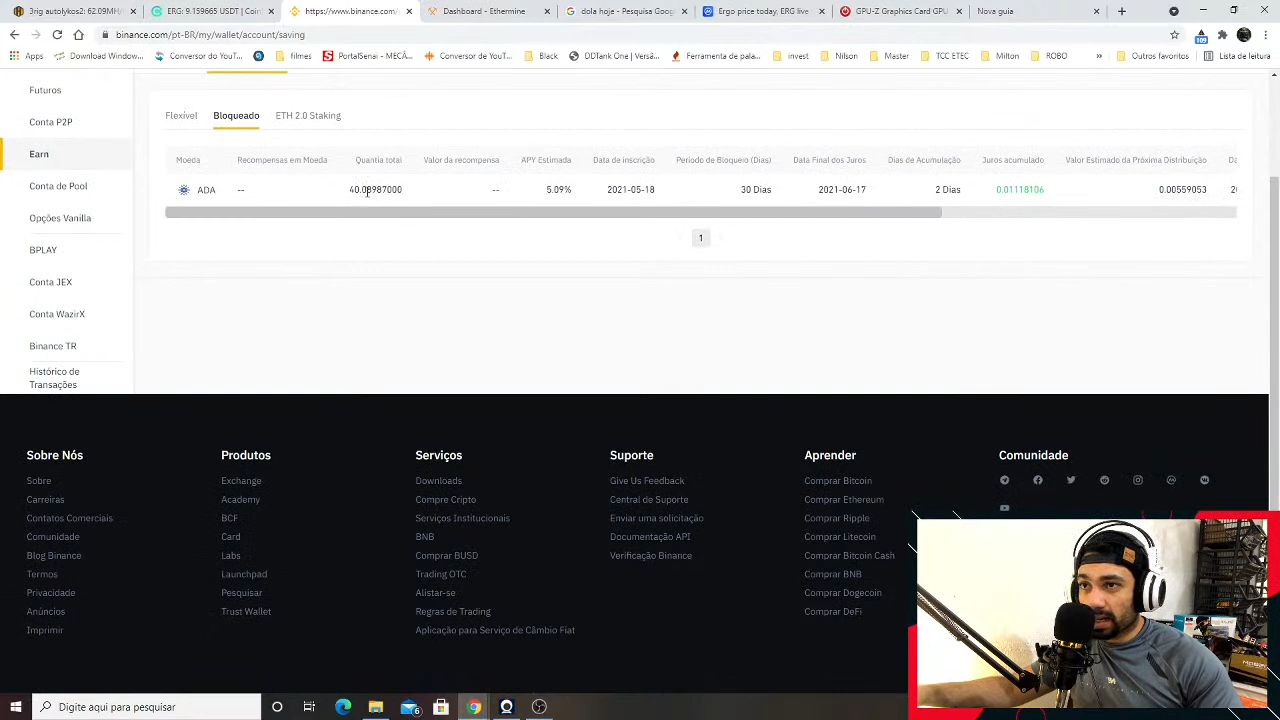 3rig autolykos2: 62.09MH/
ERG: 9.159665 USDT | Coin
https://www.binance.com/
Dashboard - Ethermine
dola hoje - Pesquisa Goog
Ergo price today, ERG live
GPU-Z Graphics Card GPU
Nova guia
binance.com/pt-BR/my/wallet/account/saving
109
Apps
Download Window...
Conversor do YouT...
filmes
PortalSenai - MECÂ...
Conversor de YouT...
Black
DDTank One | Versã...
Ferramenta de pala...
invest
Nilson
Master
TCC ETEC
Milton
ROBO
»
Outros favoritos
Lista de leitura
Futuros
Conta P2P
Earn
Conta de Pool
Opções Vanilla
BPLAY
Conta JEX
Conta WazirX
Binance TR
Histórico de
Transações
Flexível Bloqueado ETH 2.0 Staking
Moeda Recompensas em Moeda Quantia total Valor da recompensa APY Estimada Data de inscrição Período de Bloqueio (Dias) Data Final dos Juros Dias de Acumulação Juros acumulado Valor Estimado da Próxima Distribuição
ADA -- 40.08987000 -- 5.09% 2021-05-18 30 Dias 2021-06-17 2 Dias 0.01118106 0.00559053
1
Sobre Nós
Sobre
Carreiras
Contatos Comerciais
Comunidade
Blog Binance
Termos
Privacidade
Anúncios
Imprimir
Produtos
Exchange
Academy
BCF
Card
Labs
Launchpad
Pesquisar
Trust Wallet
Serviços
Downloads
Compre Cripto
Serviços Institucionais
BNB
Comprar BUSD
Trading OTC
Alistar-se
Regras de Trading
Aplicação para Serviço de Câmbio Fiat
Suporte
Give Us Feedback
Central de Suporte
Enviar uma solicitação
Documentação API
Verificação Binance
Aprender
Comprar Bitcoin
Comprar Ethereum
Comprar Ripple
Comprar Litecoin
Comprar Bitcoin Cash
Comprar BNB
Comprar Dogecoin
Comprar DeFi
Comunidade
Digite aqui para pesquisar
6